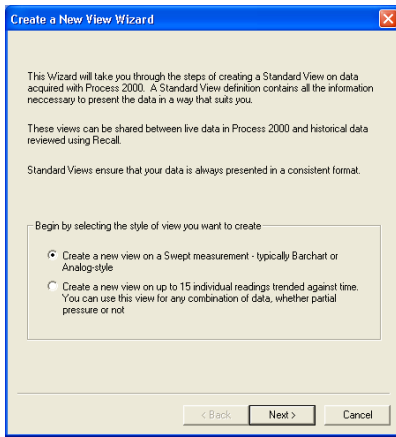 Create a New View Wizard
This Wizard will take you through the steps of creating a Standard View on data
acquired with Process 2000. A Standard View definition contains all the information
neccessary to present the data in a way that suits you.
These views can be shared between live data in Process 2000 and historical data
reviewed using Recall.
Standard Views ensure that your data is always presented in a consistent format.
Begin by selecting the style of view you want to create
Create a new view on a Swept measurement - typically Barchart or
Analog-style
Create a new view on up to 15 individual readings trended against time.
You can use this view for any combination of data, whether partial
pressure or not
< Back
Next >
Cancel